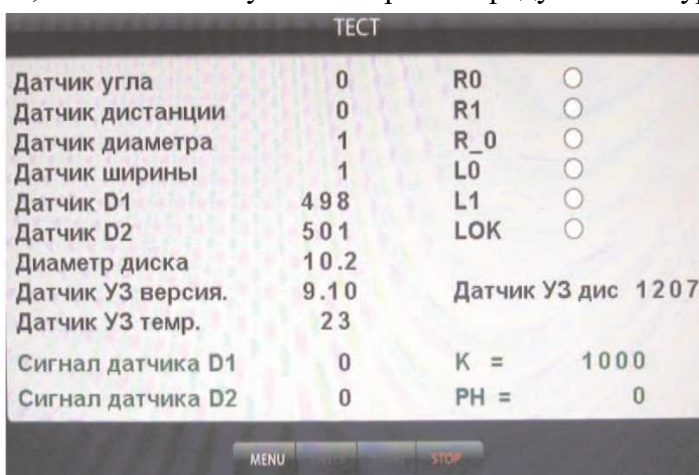 ТЕСТ
Датчик угла 0 R0
Датчик дистанции 0 R1
Датчик диаметра 1 R_0
Датчик ширины 1 L0
Датчик D1 498 L1
Датчик D2 501 LOK
Диаметр диска 10.2
Датчик УЗ версия. 9.10 Датчик УЗ дис 1207
Датчик УЗ темр. 23
Сигнал датчика D1 0 K = 1000
Сигнал датчика D2 0 PH = 0
MENU STOP